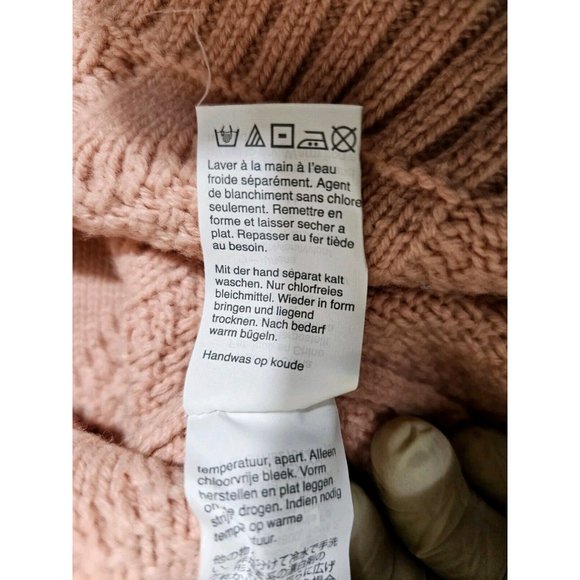 Laver à la main à l'eau
froide séparément. Agent
de blanchiment sans chlore
seulement. Remettre en
forme et laisser secher a
plat. Repasser au fer tiède
au besoin.
Mit der hand separat kalt
waschen. Nur chlorfreies
bleichmittel. Wieder in form
bringen und liegend
trocknen. Nach bedarf
warm bügeln.
Handwas op koude
temperatuur, apart. Alleen
chloorvrije bleek. Vorm
herstellen en plat leggen
drogen. Indien nodig
op warme